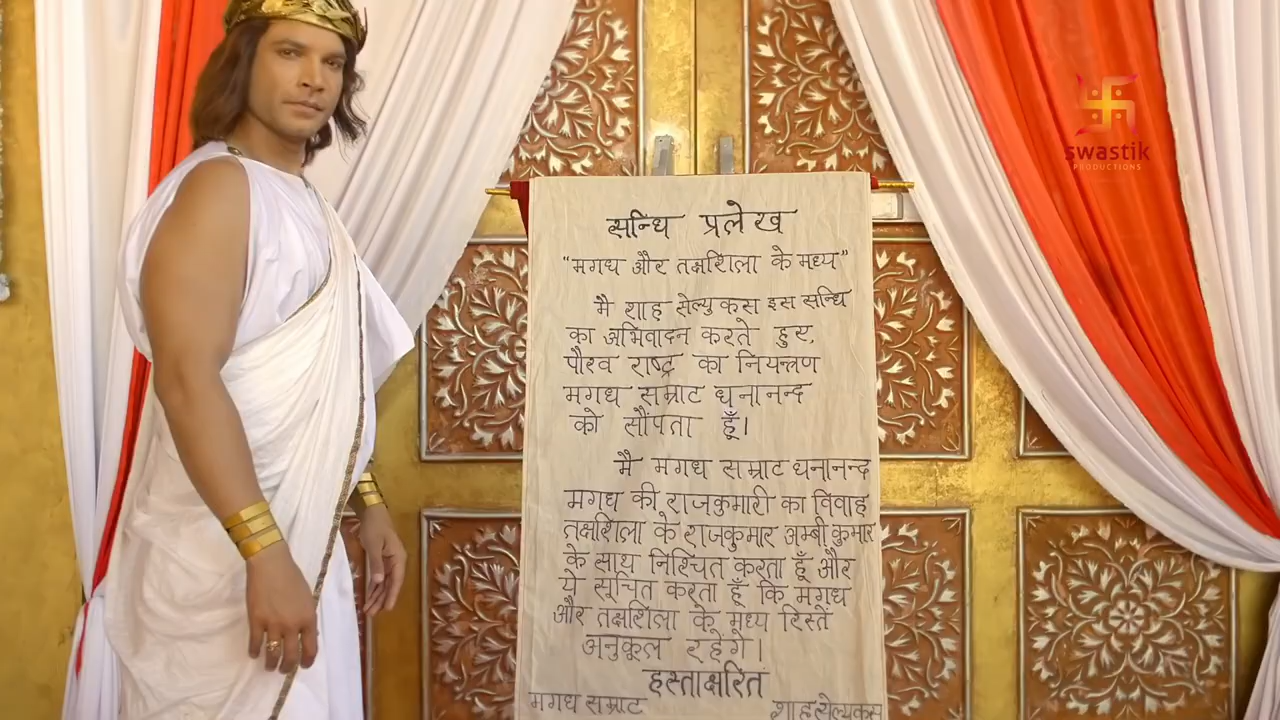 सन्धि प्रलेख
"मगध और तक्षशिला के मध्य"
मै शाह सेल्युकस इस सन्धि
का अभिवादन करते हुए,
पौरव राष्ट्र का नियन्त्रण
मगध सम्राट धनानन्द
को सौंपता हूँ।
मै मगध सम्राट धनानन्द
मगध की राजकुमारी का विवाह
तक्षशिला के राजकुमार अम्बी कुमार
के साथ निश्चित करता हूँ और
ये सूचित करता हूँ कि मगध
और तक्षशिला के मध्य रिस्तें
अनुकूल रहेंगे।
हस्ताक्षरित
मगध सम्राट शाह सेल्यकस
swastik
PRODUCTIONS